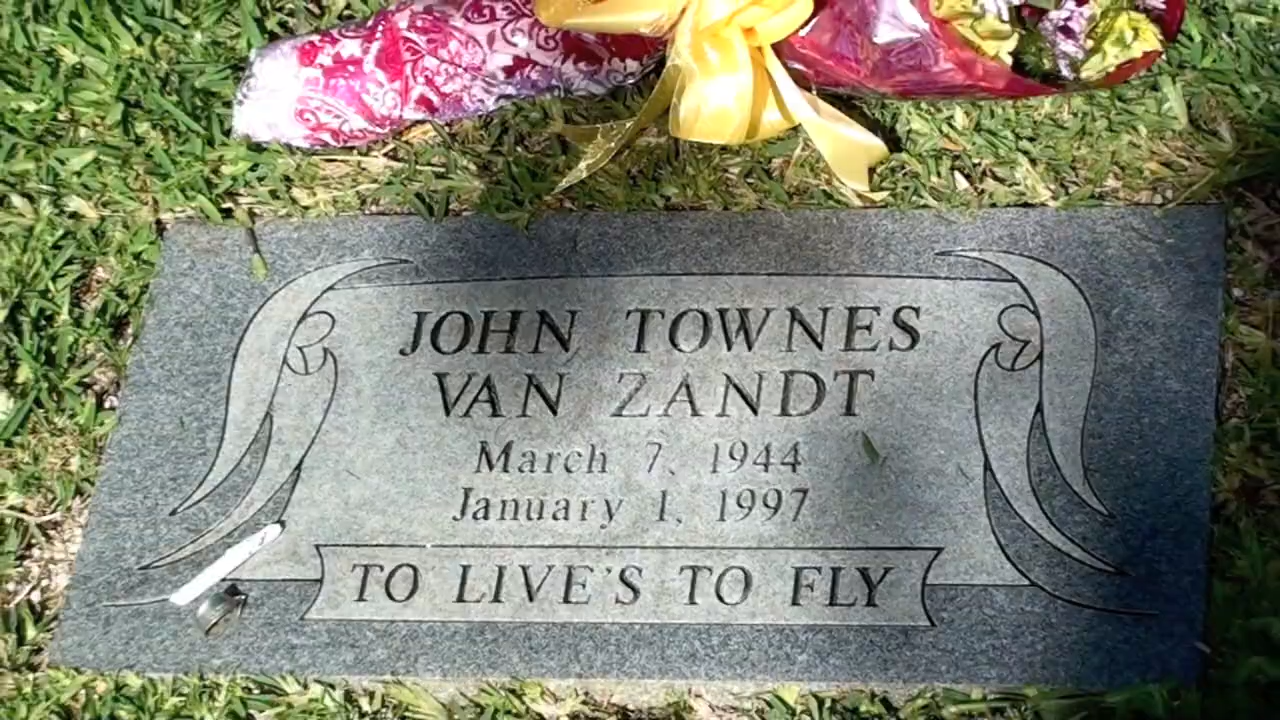 JOHN TOWNES
VAN ZANDT
March 7, 1944
January 1, 1997
TO LIVE'S TO FLY